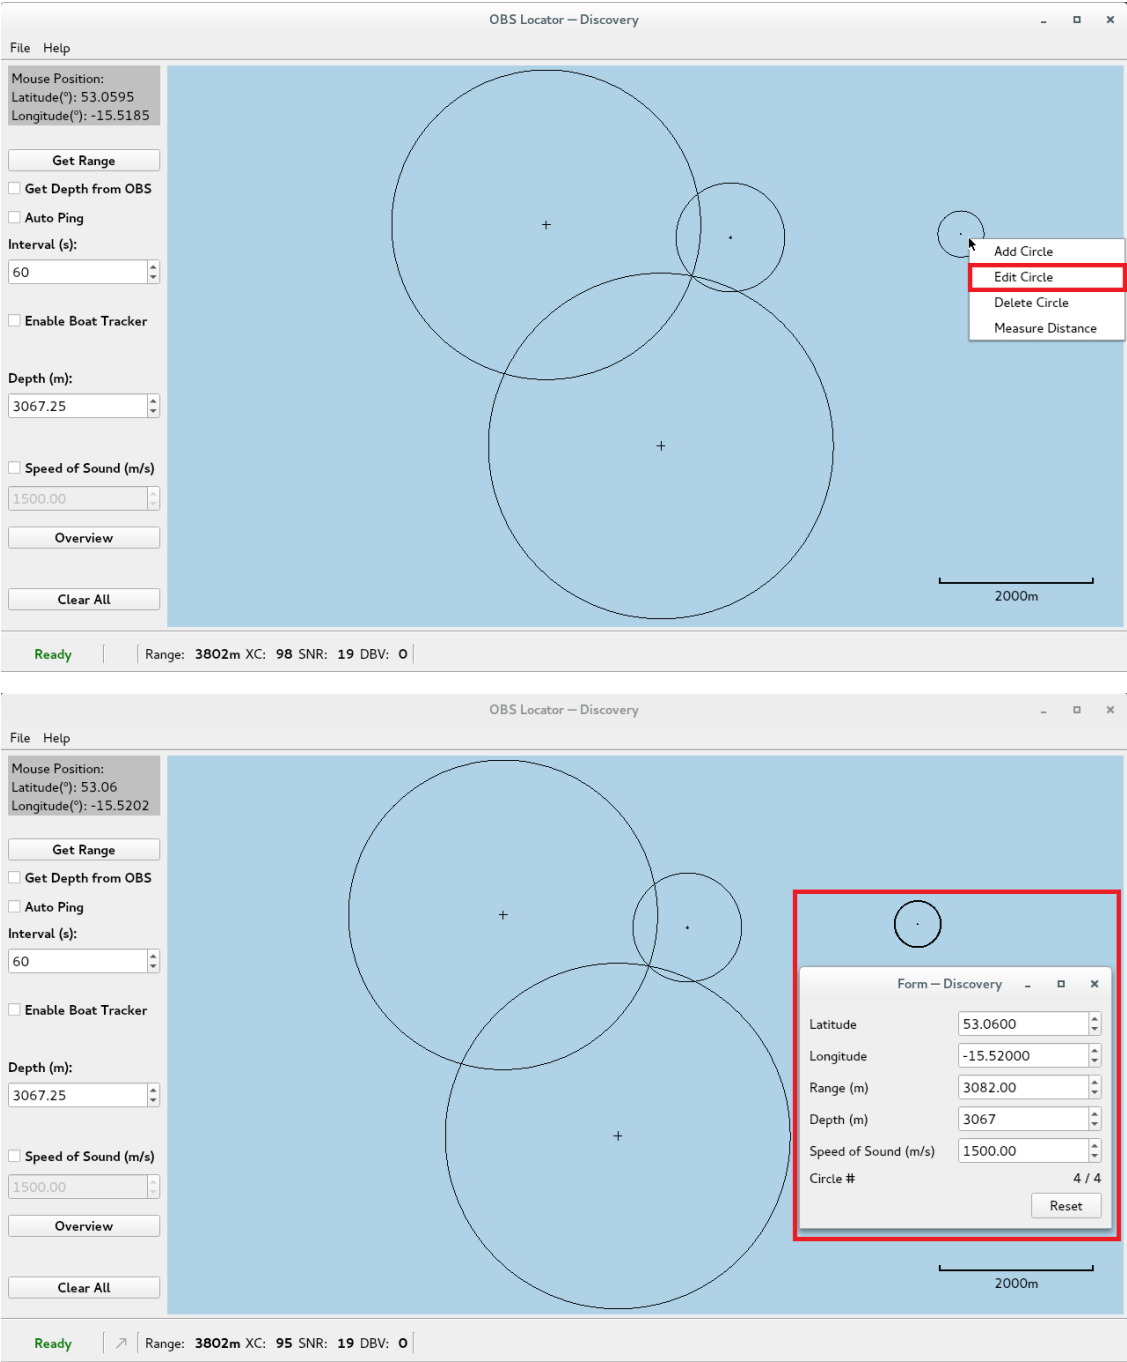 OBS Locator — Discovery
File Help
Mouse Position:
Latitude(º): 53.0595
Longitude(º): -15.5185
Get Range
Get Depth from OBS
Auto Ping
Interval (s):
60
Enable Boat Tracker
Depth (m):
3067.25
Speed of Sound (m/s)
1500.00
Overview
Clear All
Add Circle
Edit Circle
Delete Circle
Measure Distance
2000m
Ready Range: 3802m XC: 98 SNR: 19 DBV: 0
OBS Locator — Discovery
File Help
Mouse Position:
Latitude(º): 53.06
Longitude(º): -15.5202
Get Range
Get Depth from OBS
Auto Ping
Interval (s):
60
Enable Boat Tracker
Depth (m):
3067.25
Speed of Sound (m/s)
1500.00
Overview
Clear All
Form — Discovery
Latitude 53.0600
Longitude -15.52000
Range (m) 3082.00
Depth (m) 3067
Speed of Sound (m/s) 1500.00
Circle # 4 / 4
Reset
2000m
Ready Range: 3802m XC: 95 SNR: 19 DBV: 0